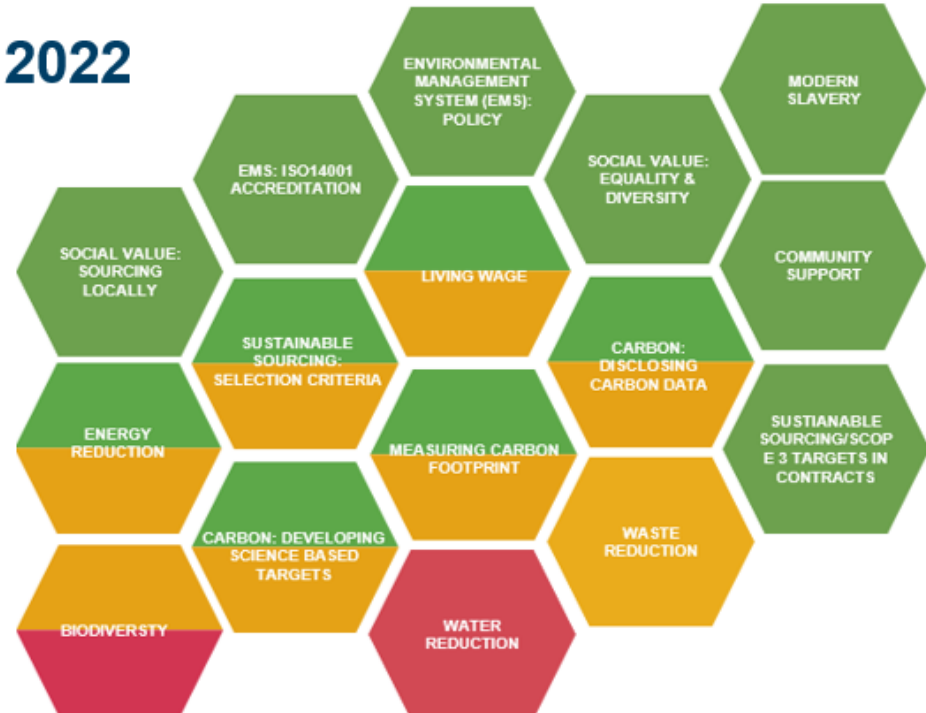 2022
ENVIRONMENTAL
MANAGEMENT
SYSTEM (EMS):
POLICY
MODERN
SLAVERY
EMS: ISO14001
ACCREDITATION
SOCIAL VALUE:
EQUALITY &
DIVERSITY
SOCIAL VALUE:
SOURCING
LOCALLY
LIVING WAGE
COMMUNITY
SUPPORT
SUSTAINABLE
SOURCING:
SELECTION CRITERIA
CARBON:
DISCLOSING
CARBON DATA
ENERGY
REDUCTION
MEASURING CARBON
FOOTPRINT
SUSTIANABLE
SOURCING/SCOP
E 3 TARGETS IN
CONTRACTS
CARBON: DEVELOPING
SCIENCE BASED
TARGETS
WASTE
REDUCTION
BIODIVERSTY
WATER
REDUCTION